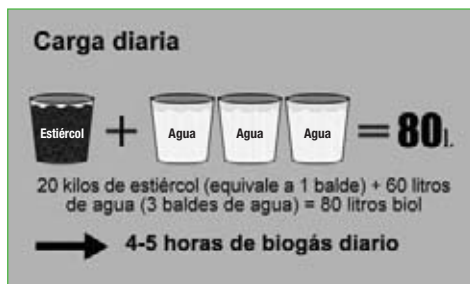 Carga diaria
Estiércol + Agua Agua Agua = 80L.
20 kilos de estiércol (equivale a 1 balde) + 60 litros
de agua (3 baldes de agua) = 80 litros biol
4-5 horas de biogás diario